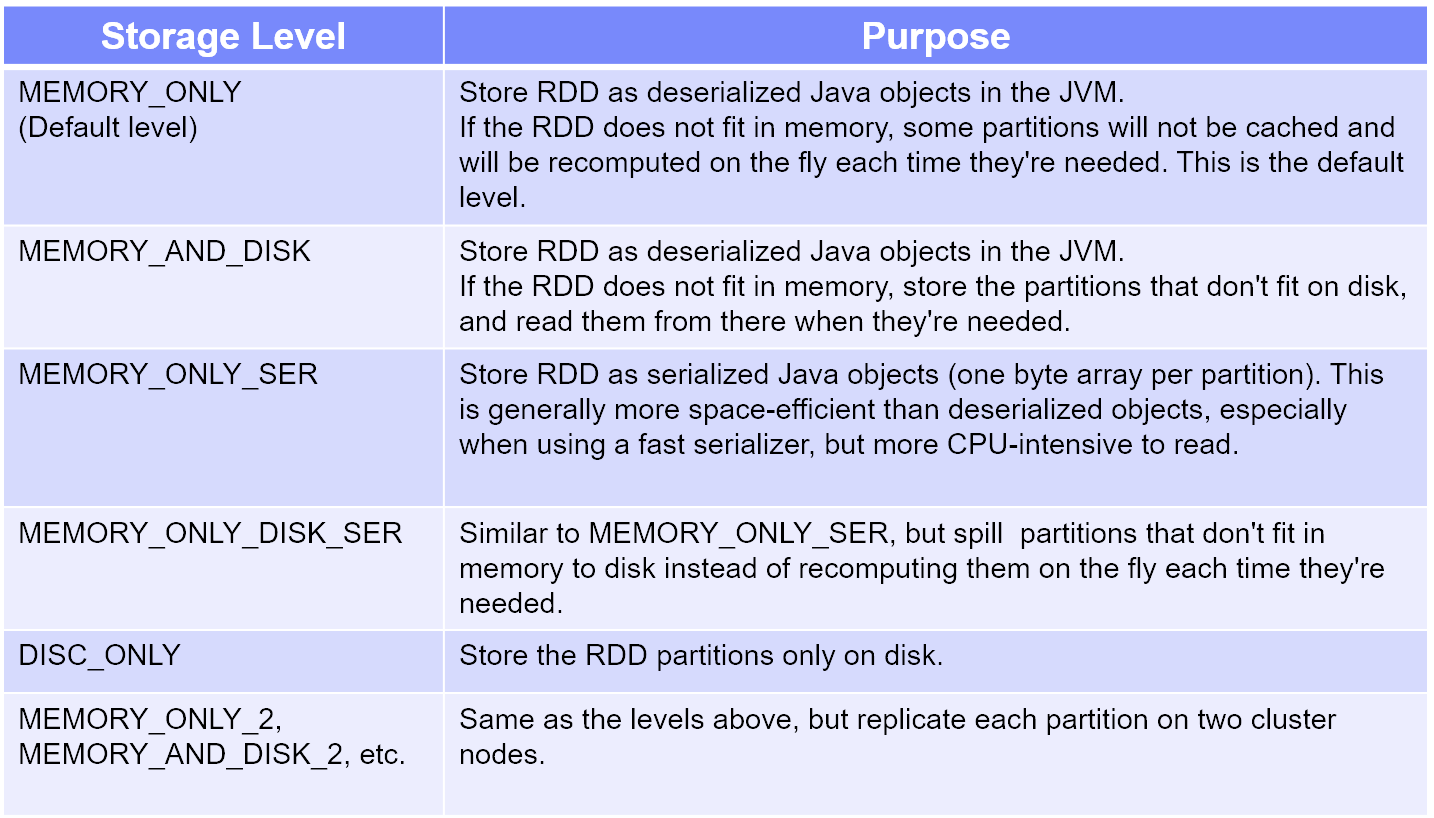 Storage Level
Purpose
MEMORY_ONLY
(Default level)
Store RDD as deserialized Java objects in the JVM.
If the RDD does not fit in memory, some partitions will not be cached and
will be recomputed on the fly each time they're needed. This is the default
level.
MEMORY_AND_DISK
Store RDD as deserialized Java objects in the JVM.
If the RDD does not fit in memory, store the partitions that don't fit on disk,
and read them from there when they're needed.
MEMORY_ONLY_SER
Store RDD as serialized Java objects (one byte array per partition). This
is generally more space-efficient than deserialized objects, especially
when using a fast serializer, but more CPU-intensive to read.
MEMORY_ONLY_DISK_SER
Similar to MEMORY_ONLY_SER, but spill  partitions that don't fit in
memory to disk instead of recomputing them on the fly each time they're
needed.
DISC_ONLY
Store the RDD partitions only on disk.
MEMORY_ONLY_2,
MEMORY_AND_DISK_2, etc.
Same as the levels above, but replicate each partition on two cluster
nodes.